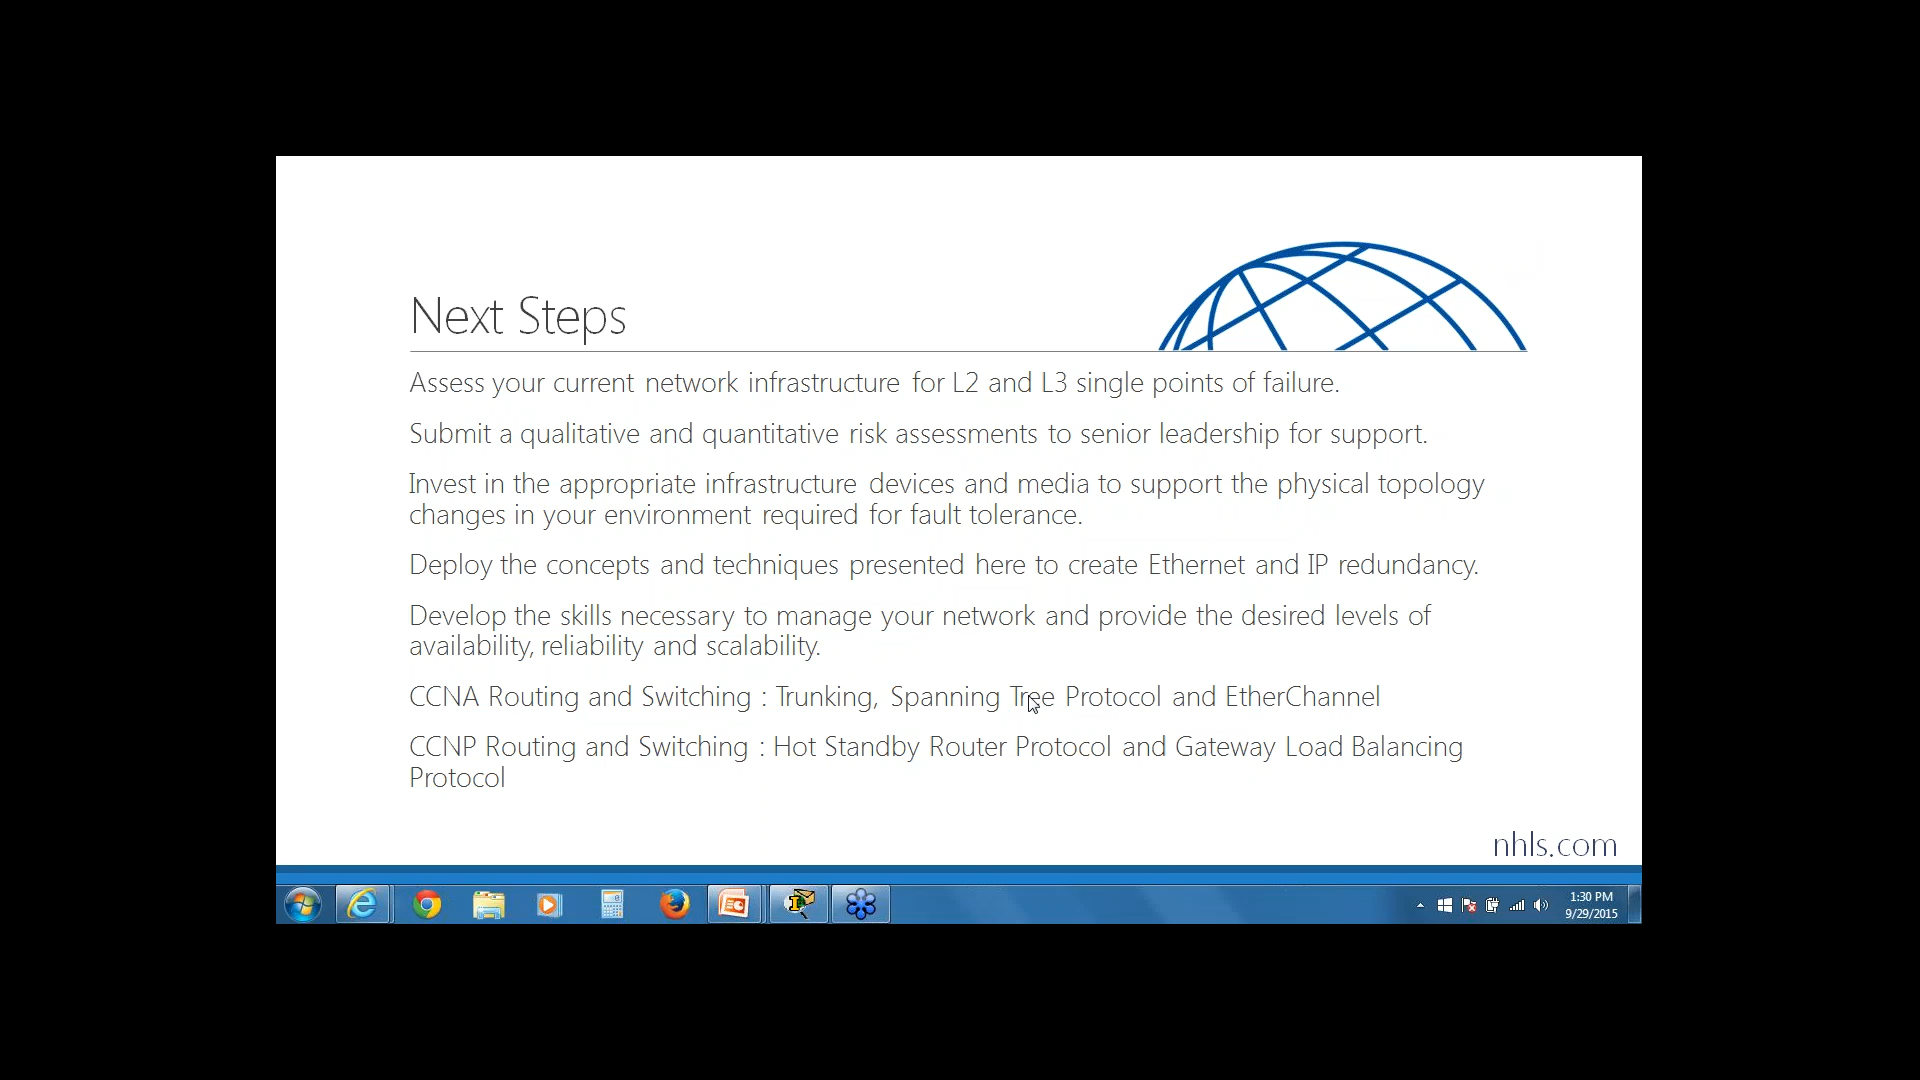 Next Steps
Assess your current network infrastructure for L2 and L3 single points of failure.
Submit a qualitative and quantitative risk assessments to senior leadership for support.
Invest in the appropriate infrastructure devices and media to support the physical topology
changes in your environment required for fault tolerance.
Deploy the concepts and techniques presented here to create Ethernet and IP redundancy.
Develop the skills necessary to manage your network and provide the desired levels of
availability, reliability and scalability.
CCNA Routing and Switching : Trunking, Spanning Tree Protocol and EtherChannel
CCNP Routing and Switching : Hot Standby Router Protocol and Gateway Load Balancing
Protocol
nhls.com
1:30 PM
9/29/2015